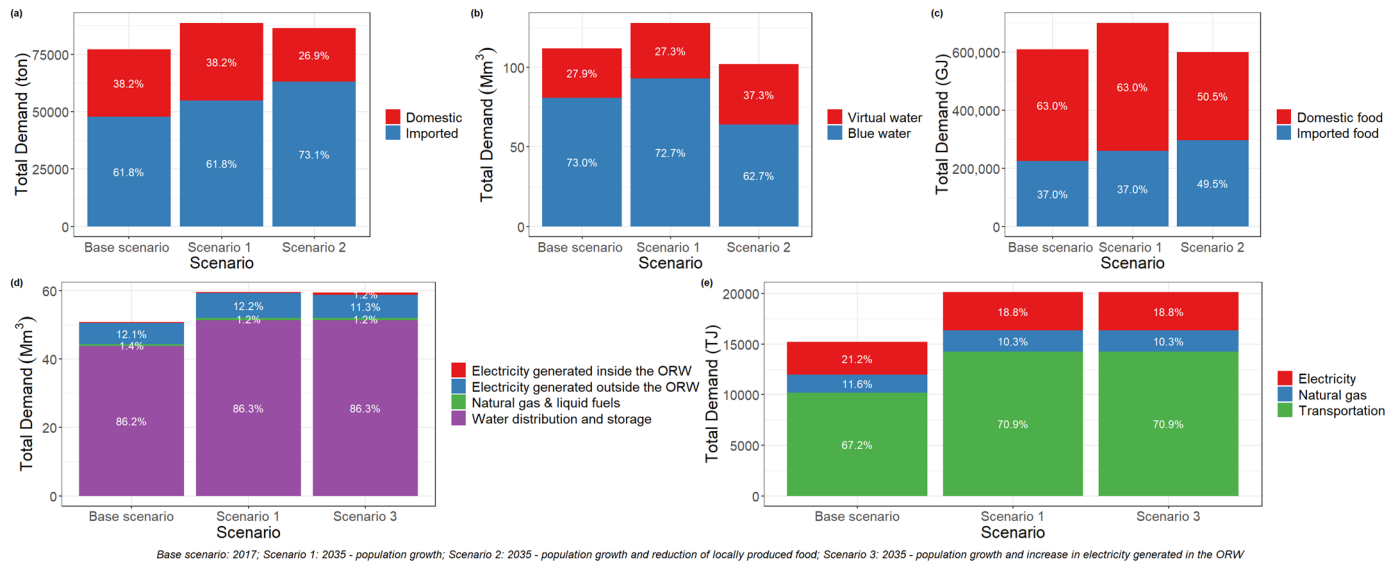 (a)
Total Demand (ton)
75000
50000
25000
0
38.2%
38.2%
26.9%
61.8%
61.8%
73.1%
Base scenario
Scenario 1
Scenario 2
Scenario
Domestic
Imported
(b)
Total Demand (Mm³)
100
50
0
27.9%
27.3%
37.3%
73.0%
72.7%
62.7%
Base scenario
Scenario 1
Scenario 2
Scenario
Virtual water
Blue water
(c)
Total Demand (GJ)
600,000
400,000
200,000
0
63.0%
63.0%
50.5%
37.0%
37.0%
49.5%
Base scenario
Scenario 1
Scenario 2
Scenario
Domestic food
Imported food
(d)
Total Demand (Mm³)
60
40
20
0
12.1%
1.4%
86.2%
12.2%
1.2%
86.3%
1.2%
11.3%
1.2%
86.3%
Base scenario
Scenario 1
Scenario 3
Scenario
Electricity generated inside the ORW
Electricity generated outside the ORW
Natural gas & liquid fuels
Water distribution and storage
(e)
Total Demand (TJ)
20000
15000
10000
5000
0
21.2%
11.6%
67.2%
18.8%
10.3%
70.9%
18.8%
10.3%
70.9%
Base scenario
Scenario 1
Scenario 3
Scenario
Electricity
Natural gas
Transportation
Base scenario: 2017; Scenario 1: 2035 - population growth; Scenario 2: 2035 - population growth and reduction of locally produced food; Scenario 3: 2035 - population growth and increase in electricity generated in the ORW